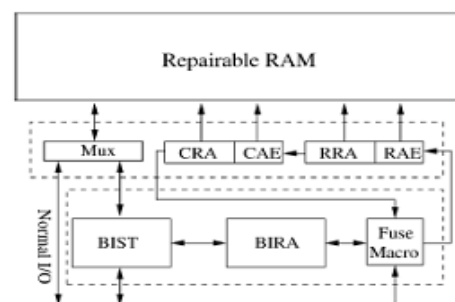 Repairable RAM
Mux
CRA
CAE
RRA
RAE
Normal I/O
BIST
BIRA
Fuse
Macro